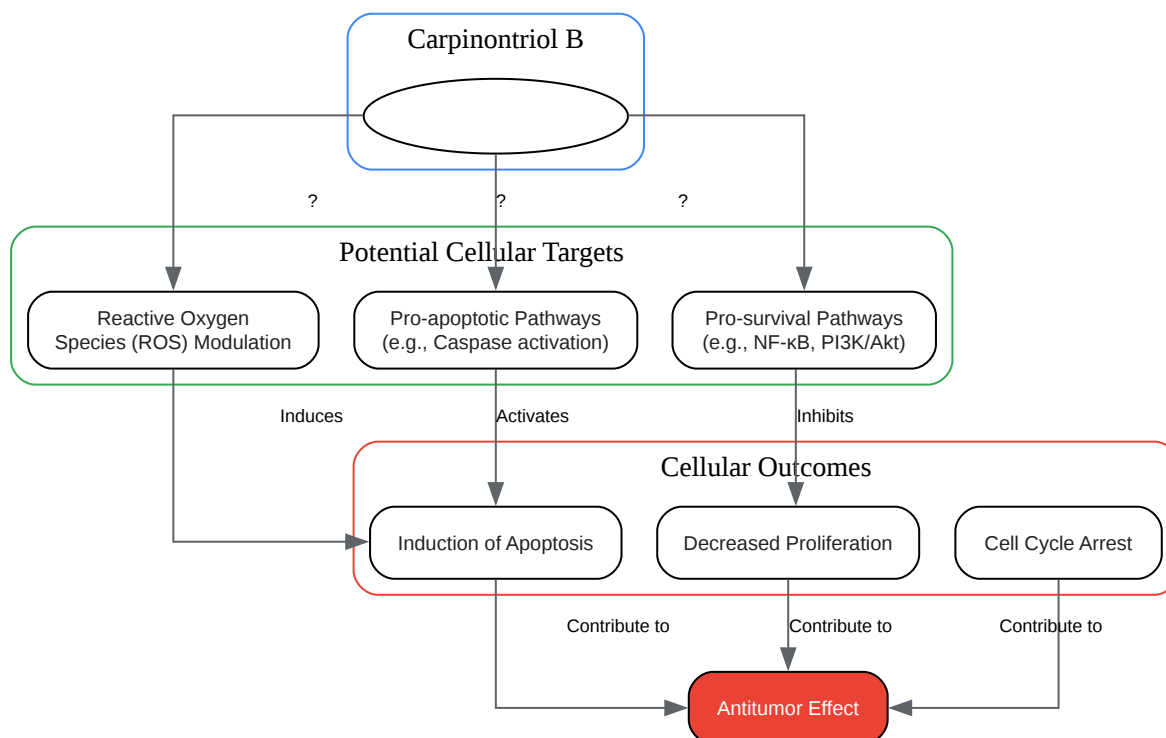 Carpinontriol B
?
?
?
Potential Cellular Targets
Reactive Oxygen
Species (ROS) Modulation
Pro-apoptotic Pathways
(e.g., Caspase activation)
Pro-survival Pathways
(e.g., NF-κB, PI3K/Akt)
Induces
Activates
Inhibits
Cellular Outcomes
Induction of Apoptosis
Decreased Proliferation
Cell Cycle Arrest
Contribute to
Contribute to
Contribute to
Antitumor Effect